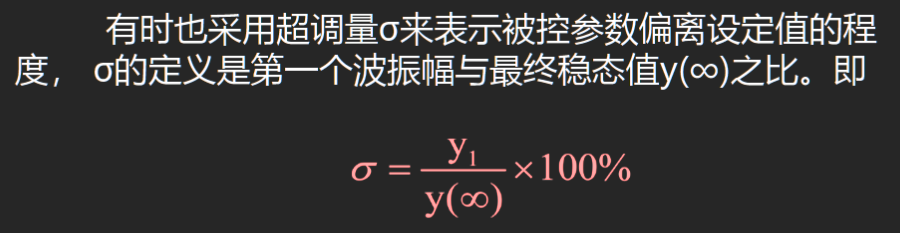 有时也采用超调量σ来表示被控参数偏离设定值的程
度， σ的定义是第一个波振幅与最终稳态值y(∞)之比。即
σ = y₁ / y(∞) ×100%